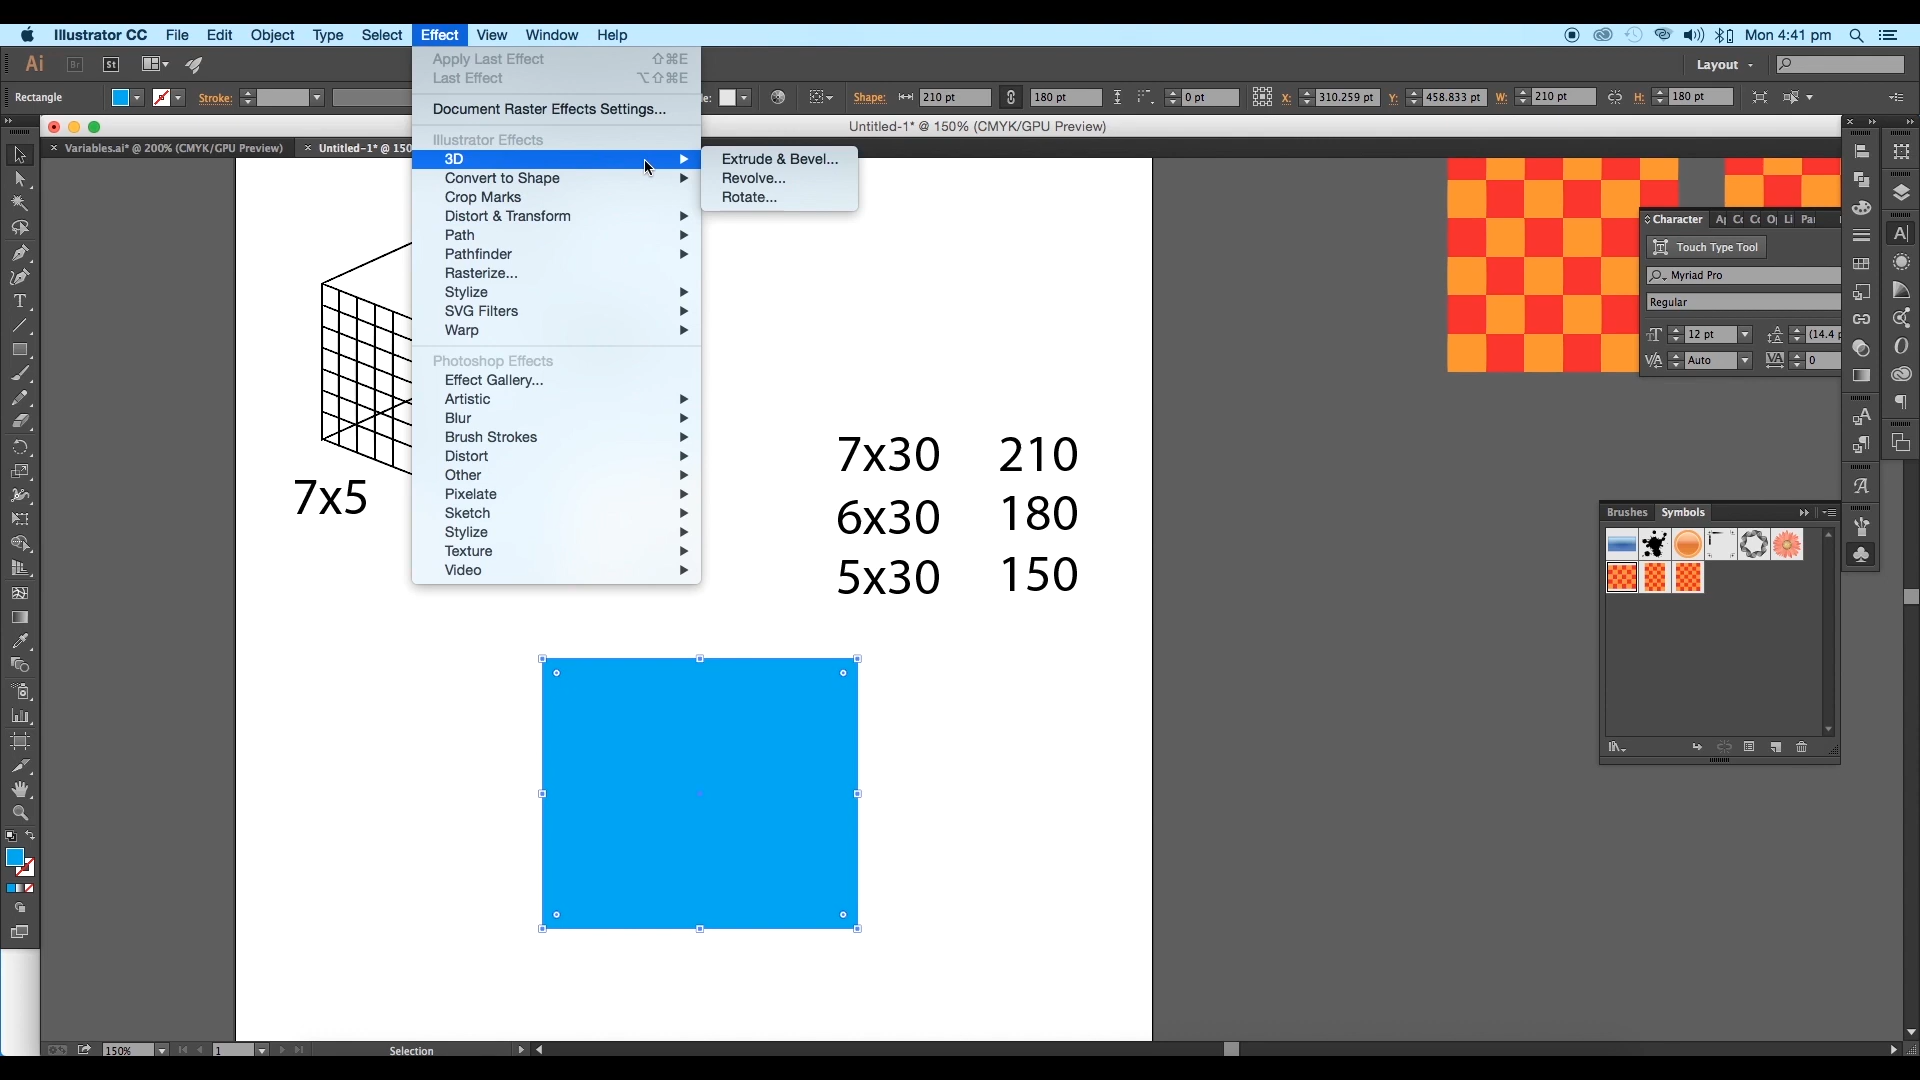 Illustrator CC File Edit Object Type Select Effect View Window Help Mon 4:41 pm
Ai Br St Layout
Rectangle Stroke: Shape: 210 pt 180 pt 0 pt X: 310.259 pt Y: 458.833 pt W: 210 pt H: 180 pt
Untitled-1* @ 150% (CMYK/GPU Preview)
Variables.ai* @ 200% (CMYK/GPU Preview) Untitled-1* @ 150
Apply Last Effect ⇧⌘E
Last Effect ⌥⇧⌘E
Document Raster Effects Settings...
Illustrator Effects
3D
Convert to Shape
Crop Marks
Distort & Transform
Path
Pathfinder
Rasterize...
Stylize
SVG Filters
Warp
Photoshop Effects
Effect Gallery...
Artistic
Blur
Brush Strokes
Distort
Other
Pixelate
Sketch
Stylize
Texture
Video
Extrude & Bevel...
Revolve...
Rotate...
7x5
7x30 210
6x30 180
5x30 150
Character
Touch Type Tool
Myriad Pro
Regular
12 pt (14.4 p
Auto 0
Brushes Symbols
150% 1 Selection